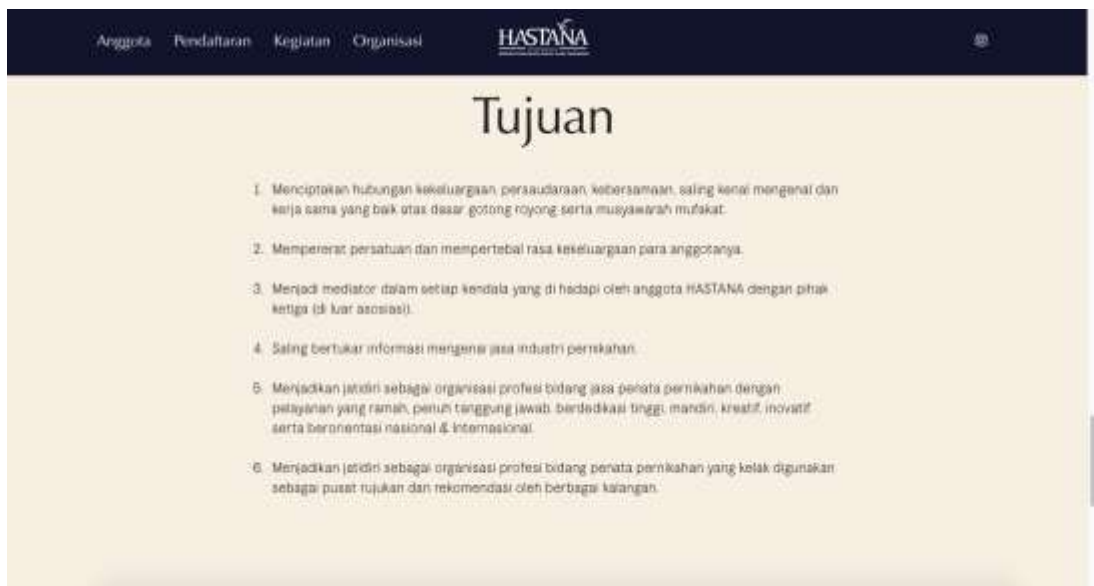 Anggota Pendaftaran Kegiatan Organisasi HASTANA
Tujuan
1. Menciptakan hubungan kekeluargaan, persaudaraan, kebersamaan, saling kenal mengenal dan
kerja sama yang baik atas dasar gotong royong serta musyawarah mufakat.
2. Mempererat persatuan dan mempertebal rasa kekeluargaan para anggotanya.
3. Menjadi mediator dalam setiap kendala yang di hadapi oleh anggota HASTANA dengan pihak
ketiga (di luar asosiasi).
4. Saling bertukar informasi mengenai jasa industri pernikahan.
5. Menjadikan jatidiri sebagai organisasi profesi bidang jasa penata pernikahan dengan
pelayanan yang ramah, penuh tanggung jawab, berdedikasi tinggi, mandiri, kreatif, inovatif
serta berorientasi nasional & Internasional.
6. Menjadikan jatidiri sebagai organisasi profesi bidang penata pernikahan yang kelak digunakan
sebagai pusat rujukan dan rekomendasi oleh berbagai kalangan.